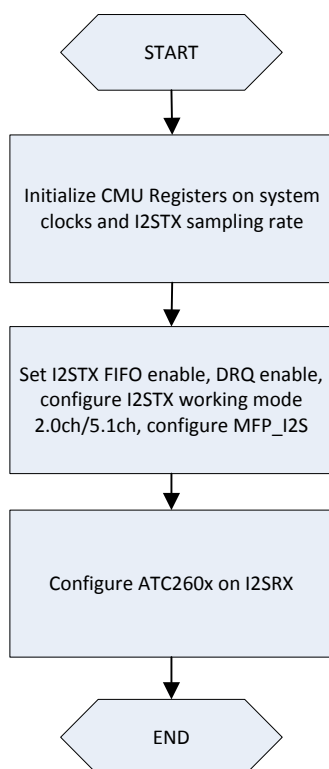 START
Initialize CMU Registers on system
clocks and I2STX sampling rate
Set I2STX FIFO enable, DRQ enable,
configure I2STX working mode
2.0ch/5.1ch, configure MFP_I2S
Configure ATC260x on I2SRX
END